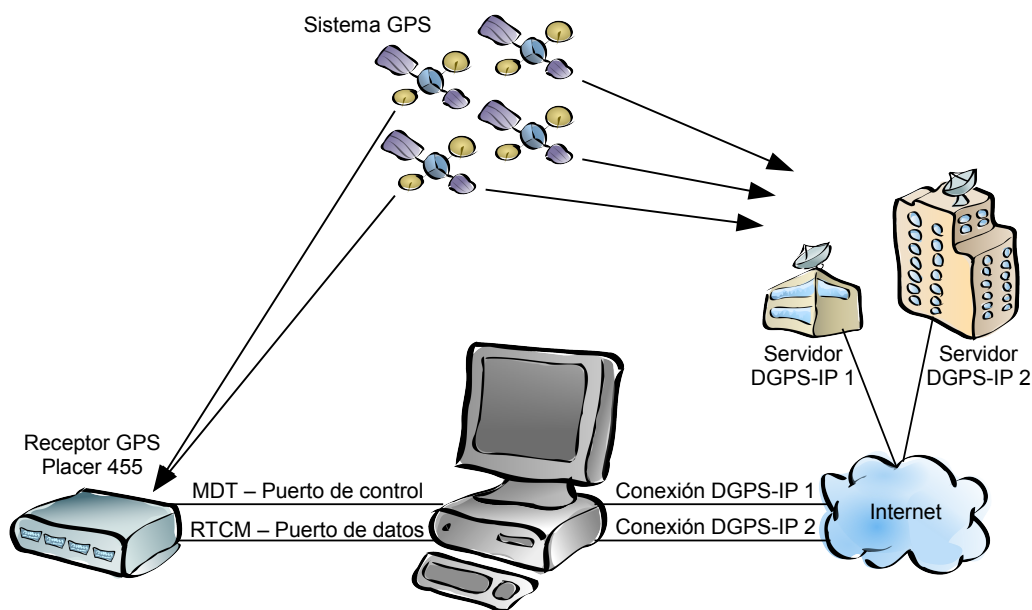 Sistema GPS
Servidor
DGPS-IP 1
Servidor
DGPS-IP 2
Receptor GPS
Placer 455
MDT – Puerto de control
RTCM – Puerto de datos
Conexión DGPS-IP 1
Conexión DGPS-IP 2
Internet